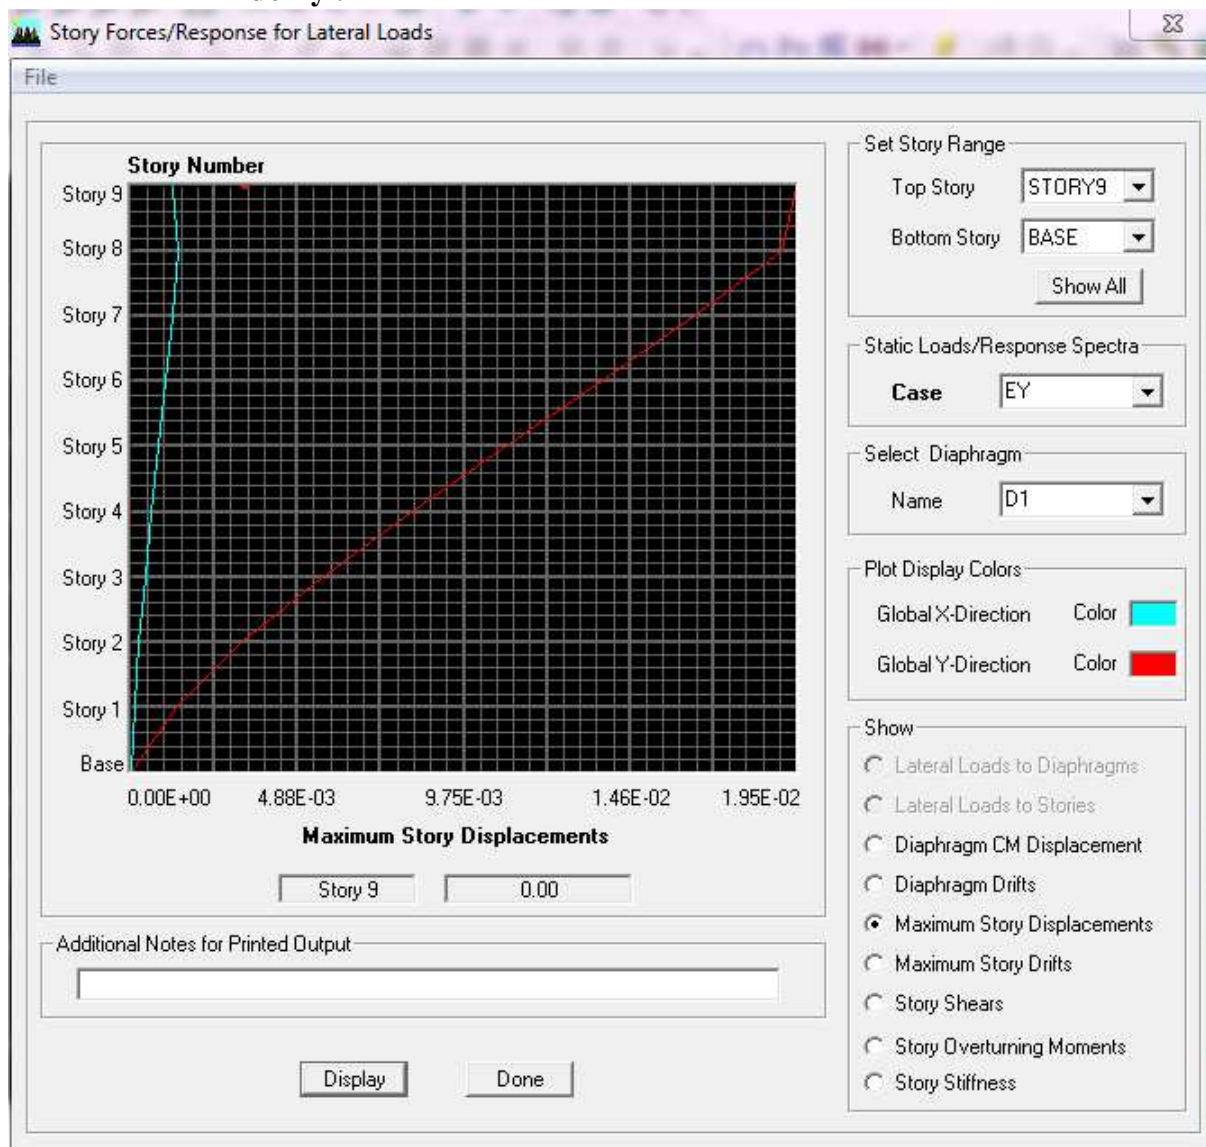 Story Forces/Response for Lateral Loads
File
Story Number
Story 9
Story 8
Story 7
Story 6
Story 5
Story 4
Story 3
Story 2
Story 1
Base
0.00E+00 4.88E-03 9.75E-03 1.46E-02 1.95E-02
Maximum Story Displacements
Story 9 0.00
Additional Notes for Printed Output
Display Done
Set Story Range
Top Story STORY9
Bottom Story BASE
Show All
Static Loads/Response Spectra
Case EY
Select Diaphragm
Name D1
Plot Display Colors
Global X-Direction Color
Global Y-Direction Color
Show
Lateral Loads to Diaphragms
Lateral Loads to Stories
Diaphragm CM Displacement
Diaphragm Drifts
Maximum Story Displacements
Maximum Story Drifts
Story Shears
Story Overturning Moments
Story Stiffness